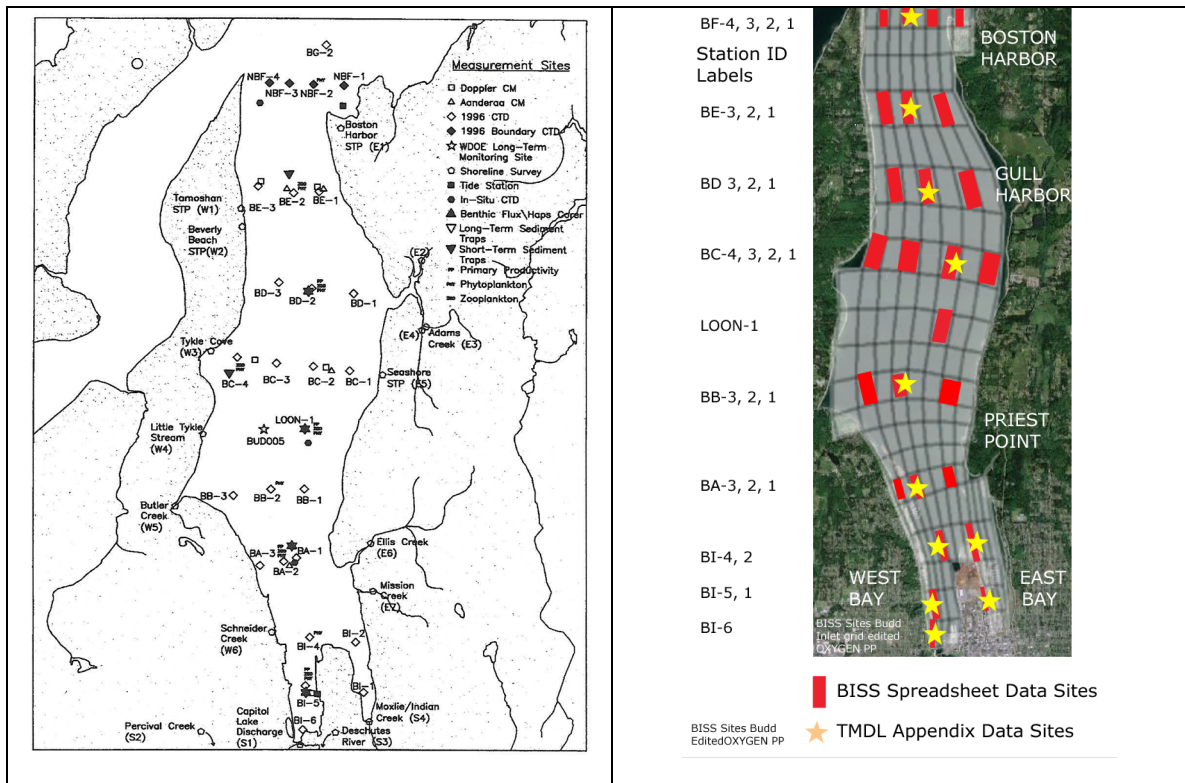 BG-2
NBF-4
NBF-1
NBF-3
NBF-2
Boston
Harbor
STP (E1)
Measurement Sites
Doppler CM
Aanderaa CM
1996 CTD
1996 Boundary CTD
WDOE Long-Term
Monitoring Site
Shoreline Survey
Tide Station
In-Situ CTD
Benthic Flux\Haps Corer
Long-Term Sediment
Traps
Short-Term Sediment
Traps
Primary Productivity
Phytoplankton
Zooplankton
Tamoshan
STP (W1)
BE-3
BE-2
BE-1
Beverly
Beach
STP(W2)
(E2)
BD-3
BD-2
BD-1
(E4)
Adams
Creek (E3)
Tykle Cove
(W3)
BC-4
BC-3
BC-2
BC-1
Seashore
STP (E5)
Little Tykle
Stream
(W4)
LOON-1
BUD005
BB-3
BB-2
BB-1
Butler
Creek
(W5)
BA-3
BA-1
BA-2
Ellis Creek
(E6)
Mission
Creek
(E7)
Schneider
Creek
(W6)
BI-4
BI-2
BI-5
BI-1
BI-6
Percival Creek
(S2)
Capitol
Lake
Discharge
(S1)
Deschutes
River (S3)
Moxlie/Indian
Creek (S4)
BF-4, 3, 2, 1
Station ID
Labels
BE-3, 2, 1
BD 3, 2, 1
BC-4, 3, 2, 1
LOON-1
BB-3, 2, 1
BA-3, 2, 1
BI-4, 2
BI-5, 1
BI-6
BOSTON
HARBOR
GULL
HARBOR
PRIEST
POINT
WEST
BAY
EAST
BAY
BISS Sites Budd
Inlet grid edited
OXYGEN PP
BISS Spreadsheet Data Sites
BISS Sites Budd
EditedOXYGEN PP
TMDL Appendix Data Sites